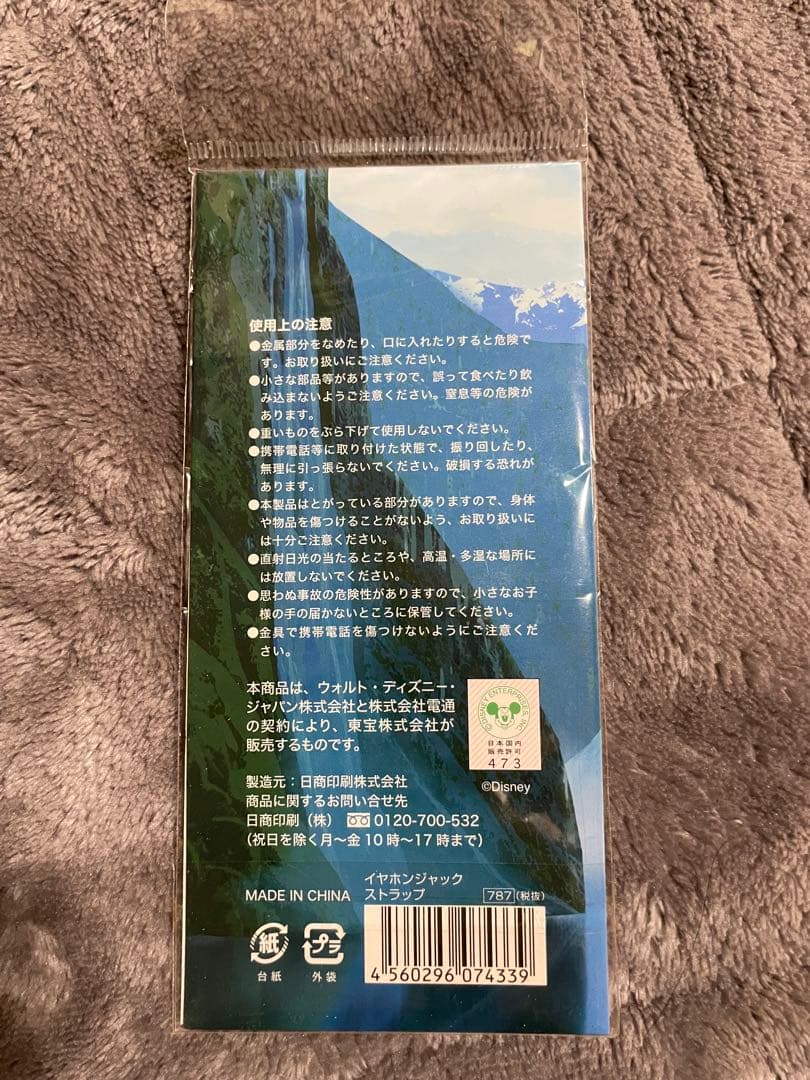 使用上の注意
●金属部分をなめたり、口に入れたりすると危険で
す。お取り扱いにご注意ください。
●小さな部品等がありますので、誤って食べたり飲
み込まないようご注意ください。窒息等の危険が
あります。
●重いものをぶら下げて使用しないでください。
●携帯電話等に取り付けた状態で、振り回したり、
無理に引っ張らないでください。破損する恐れが
あります。
●本製品はとがっている部分がありますので、身体
や物品を傷つけることがないよう、お取り扱いに
は十分ご注意ください。
●直射日光の当たるところや、高温・多湿な場所に
は放置しないでください。
●思わぬ事故の危険性がありますので、小さなお子
様の手の届かないところに保管してください。
●金具で携帯電話を傷つけないようにご注意くだ
さい。
本商品は、ウォルト・ディズニー・
ジャパン株式会社と株式会社電通
の契約により、東宝株式会社が
販売するものです。
©DISNEY ENTERPRISES, INC.
日本国内
販売許可
473
©Disney
製造元：日商印刷株式会社
商品に関するお問い合せ先
日商印刷（株） 0120-700-532
（祝日を除く月～金10時～17時まで）
MADE IN CHINA
イヤホンジャック
ストラップ
787（税抜）
紙
台紙
プラ
外袋
4 560296 074339